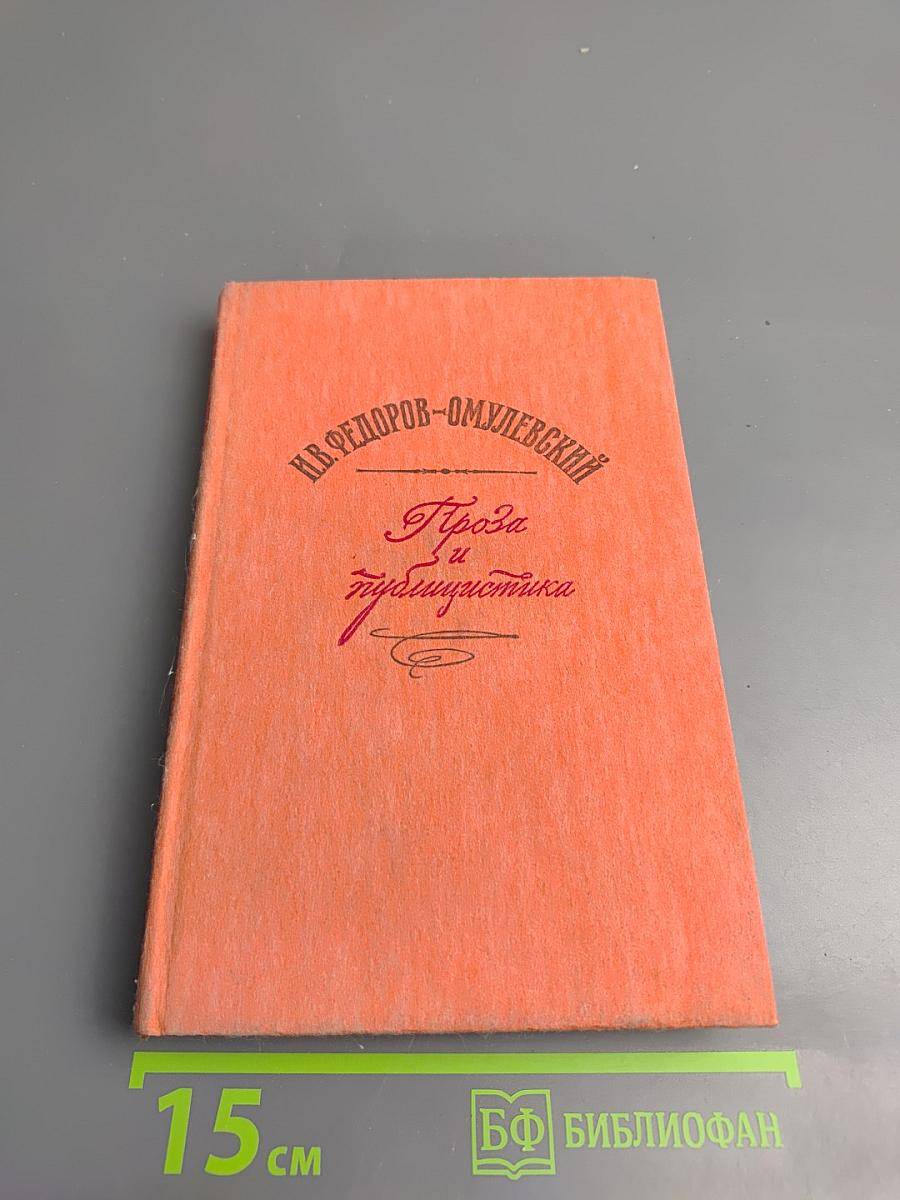 И.В. ФЕДОРОВ-ОМУЛЕВСКИЙ
Проза
и
публицистика
15 см
БФ БИБЛИОФАН